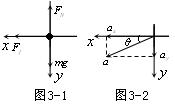 F_N
X F_f
mg
y
图3-1
a_x
X θ
a a_y
y
图3-2